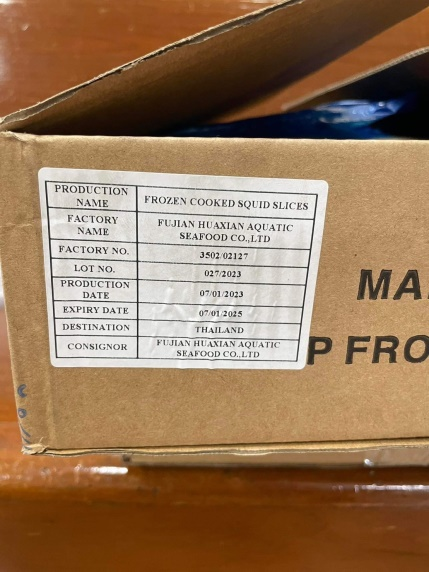 PRODUCTION NAME FROZEN COOKED SQUID SLICES
FACTORY NAME FUJIAN HUAXIAN AQUATIC SEAFOOD CO.,LTD
FACTORY NO. 3502/02127
LOT NO. 027/2023
PRODUCTION DATE 07/01/2023
EXPIRY DATE 07/01/2025
DESTINATION THAILAND
CONSIGNOR FUJIAN HUAXIAN AQUATIC SEAFOOD CO.,LTD
MA
P FRO